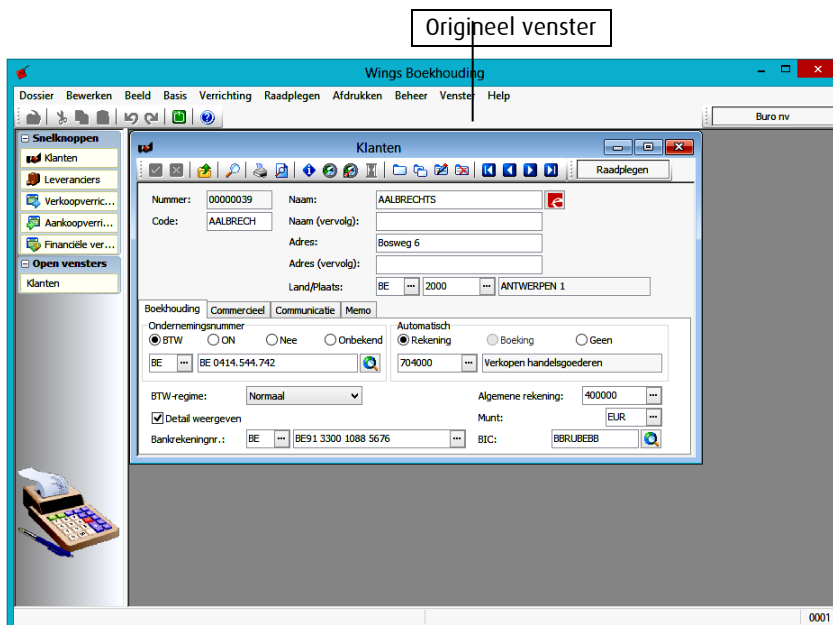 Origineel venster
Wings Boekhouding
Dossier Bewerken Beeld Basis Verrichting Raadplegen Afdrukken Beheer Venster Help
Buro nv
Snelknoppen
Klanten
Leveranciers
Verkoopverric...
Aankoopverri...
Financiële ver...
Open vensters
Klanten
Klanten
Raadplegen
Nummer: 00000039 Naam: AALBRECHTS
Code: AALBRECH Naam (vervolg):
Adres: Bosweg 6
Adres (vervolg):
Land/Plaats: BE ... 2000 ... ANTWERPEN 1
Boekhouding Commercieel Communicatie Memo
Ondernemingsnummer Automatisch
BTW ON Nee Onbekend Rekening Boeking Geen
BE ... BE 0414.544.742 704000 ... Verkopen handelsgoederen
BTW-regime: Normaal Algemene rekening: 400000 ...
Detail weergeven Munt: EUR ...
Bankrekeningnr.: BE ... BE91 3300 1088 5676 ... BIC: BBRUBEBB
0001